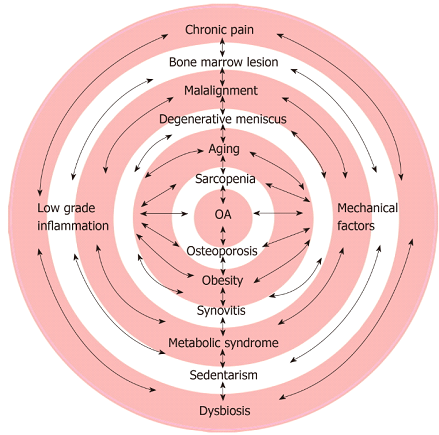 Chronic pain
Bone marrow lesion
Malalignment
Degenerative meniscus
Aging
Sarcopenia
Low grade
inflammation
OA
Mechanical
factors
Osteoporosis
Obesity
Synovitis
Metabolic syndrome
Sedentarism
Dysbiosis